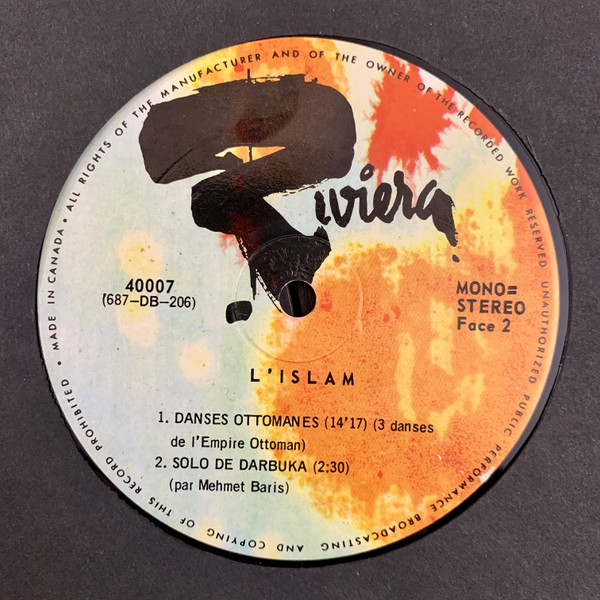 MADE IN CANADA • ALL RIGHTS OF THE MANUFACTURER AND OF THE OWNER OF THE RECORDED WORK RESERVED UNAUTHORIZED PUBLIC PERFORMANCE BROADCASTING AND COPYING OF THIS RECORD PROHIBITED •
Riviera
40007
(687-DB-206)
MONO=
STEREO
Face 2
L'ISLAM
1. DANSES OTTOMANES (14'17) (3 danses
de l'Empire Ottoman)
2. SOLO DE DARBUKA (2:30)
(par Mehmet Baris)